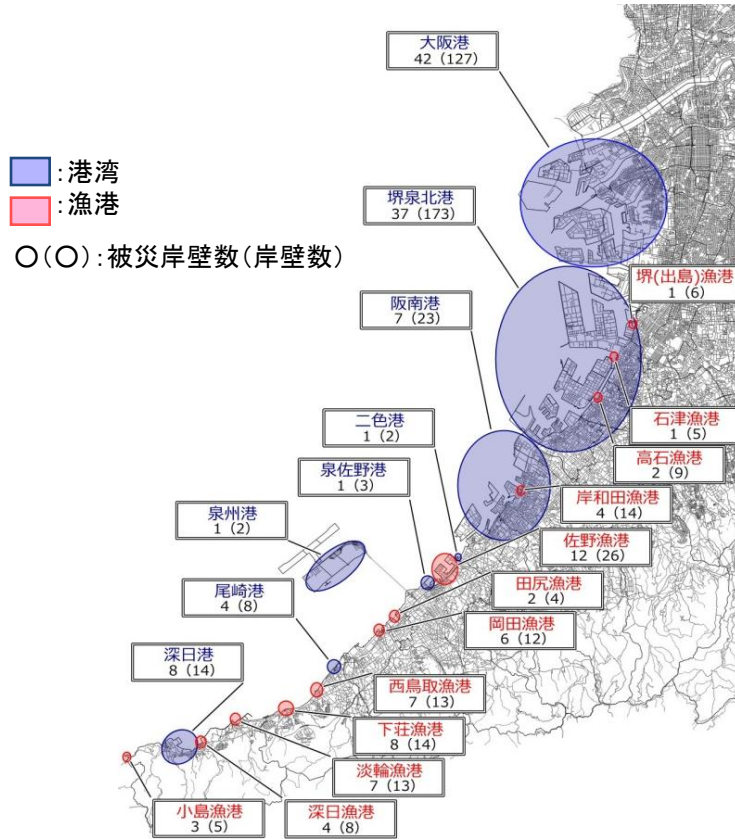 大阪港
42 (127)
:港湾
:漁港
○(○):被災岸壁数(岸壁数)
堺泉北港
37 (173)
堺(出島)漁港
1 (6)
阪南港
7 (23)
石津漁港
1 (5)
二色港
1 (2)
高石漁港
2 (9)
泉佐野港
1 (3)
岸和田漁港
4 (14)
泉州港
1 (2)
佐野漁港
12 (26)
尾崎港
4 (8)
田尻漁港
2 (4)
岡田漁港
6 (12)
深日港
8 (14)
西鳥取漁港
7 (13)
下荘漁港
8 (14)
淡輪漁港
7 (13)
小島漁港
3 (5)
深日漁港
4 (8)